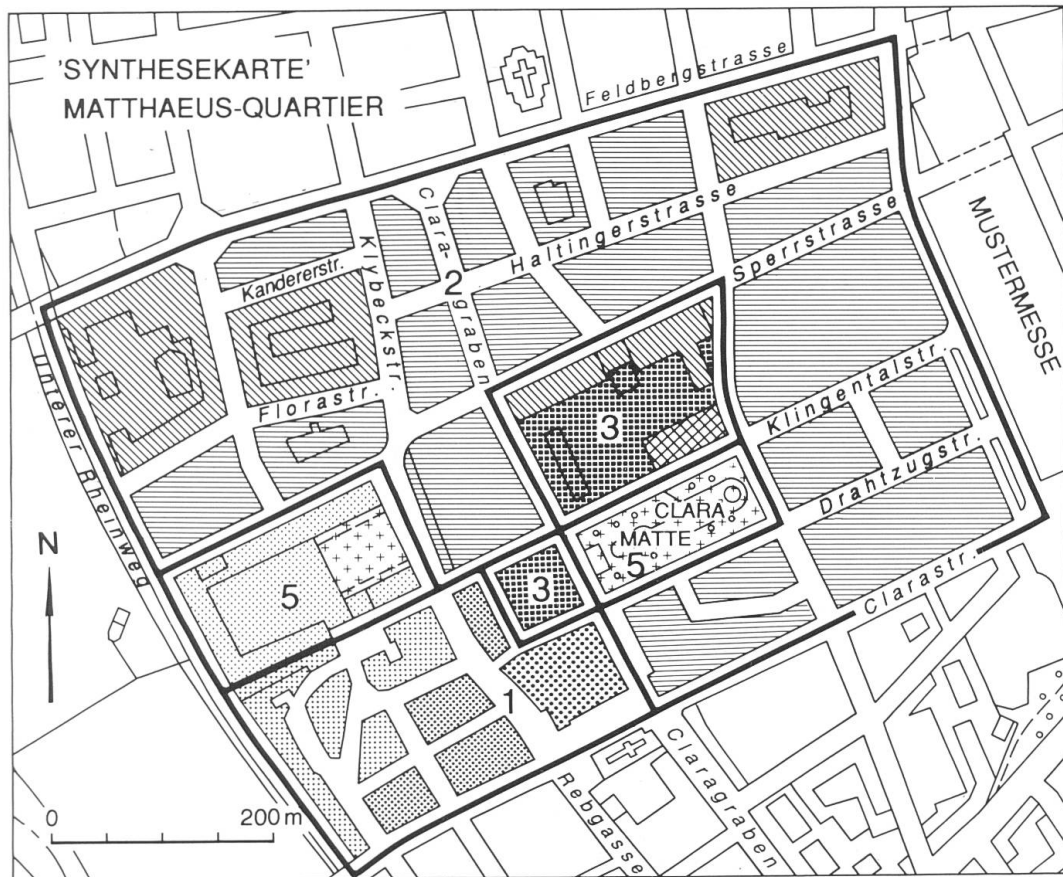 'SYNTHESEKARTE'
MATTHAEUS-QUARTIER
Feldbergstrasse
Clara-
graben
Haltingerstrasse
Sperrstrasse
MUSTERMESSE
Kandererstr.
Klybeckstr.
2
Florastr.
Unterer Rheinweg
3
Klingentalstr.
Drahtzugstr.
CLARA
MATTE
5
N
5
3
Clarastr.
1
0 200 m
Rebgasse
Claragraben